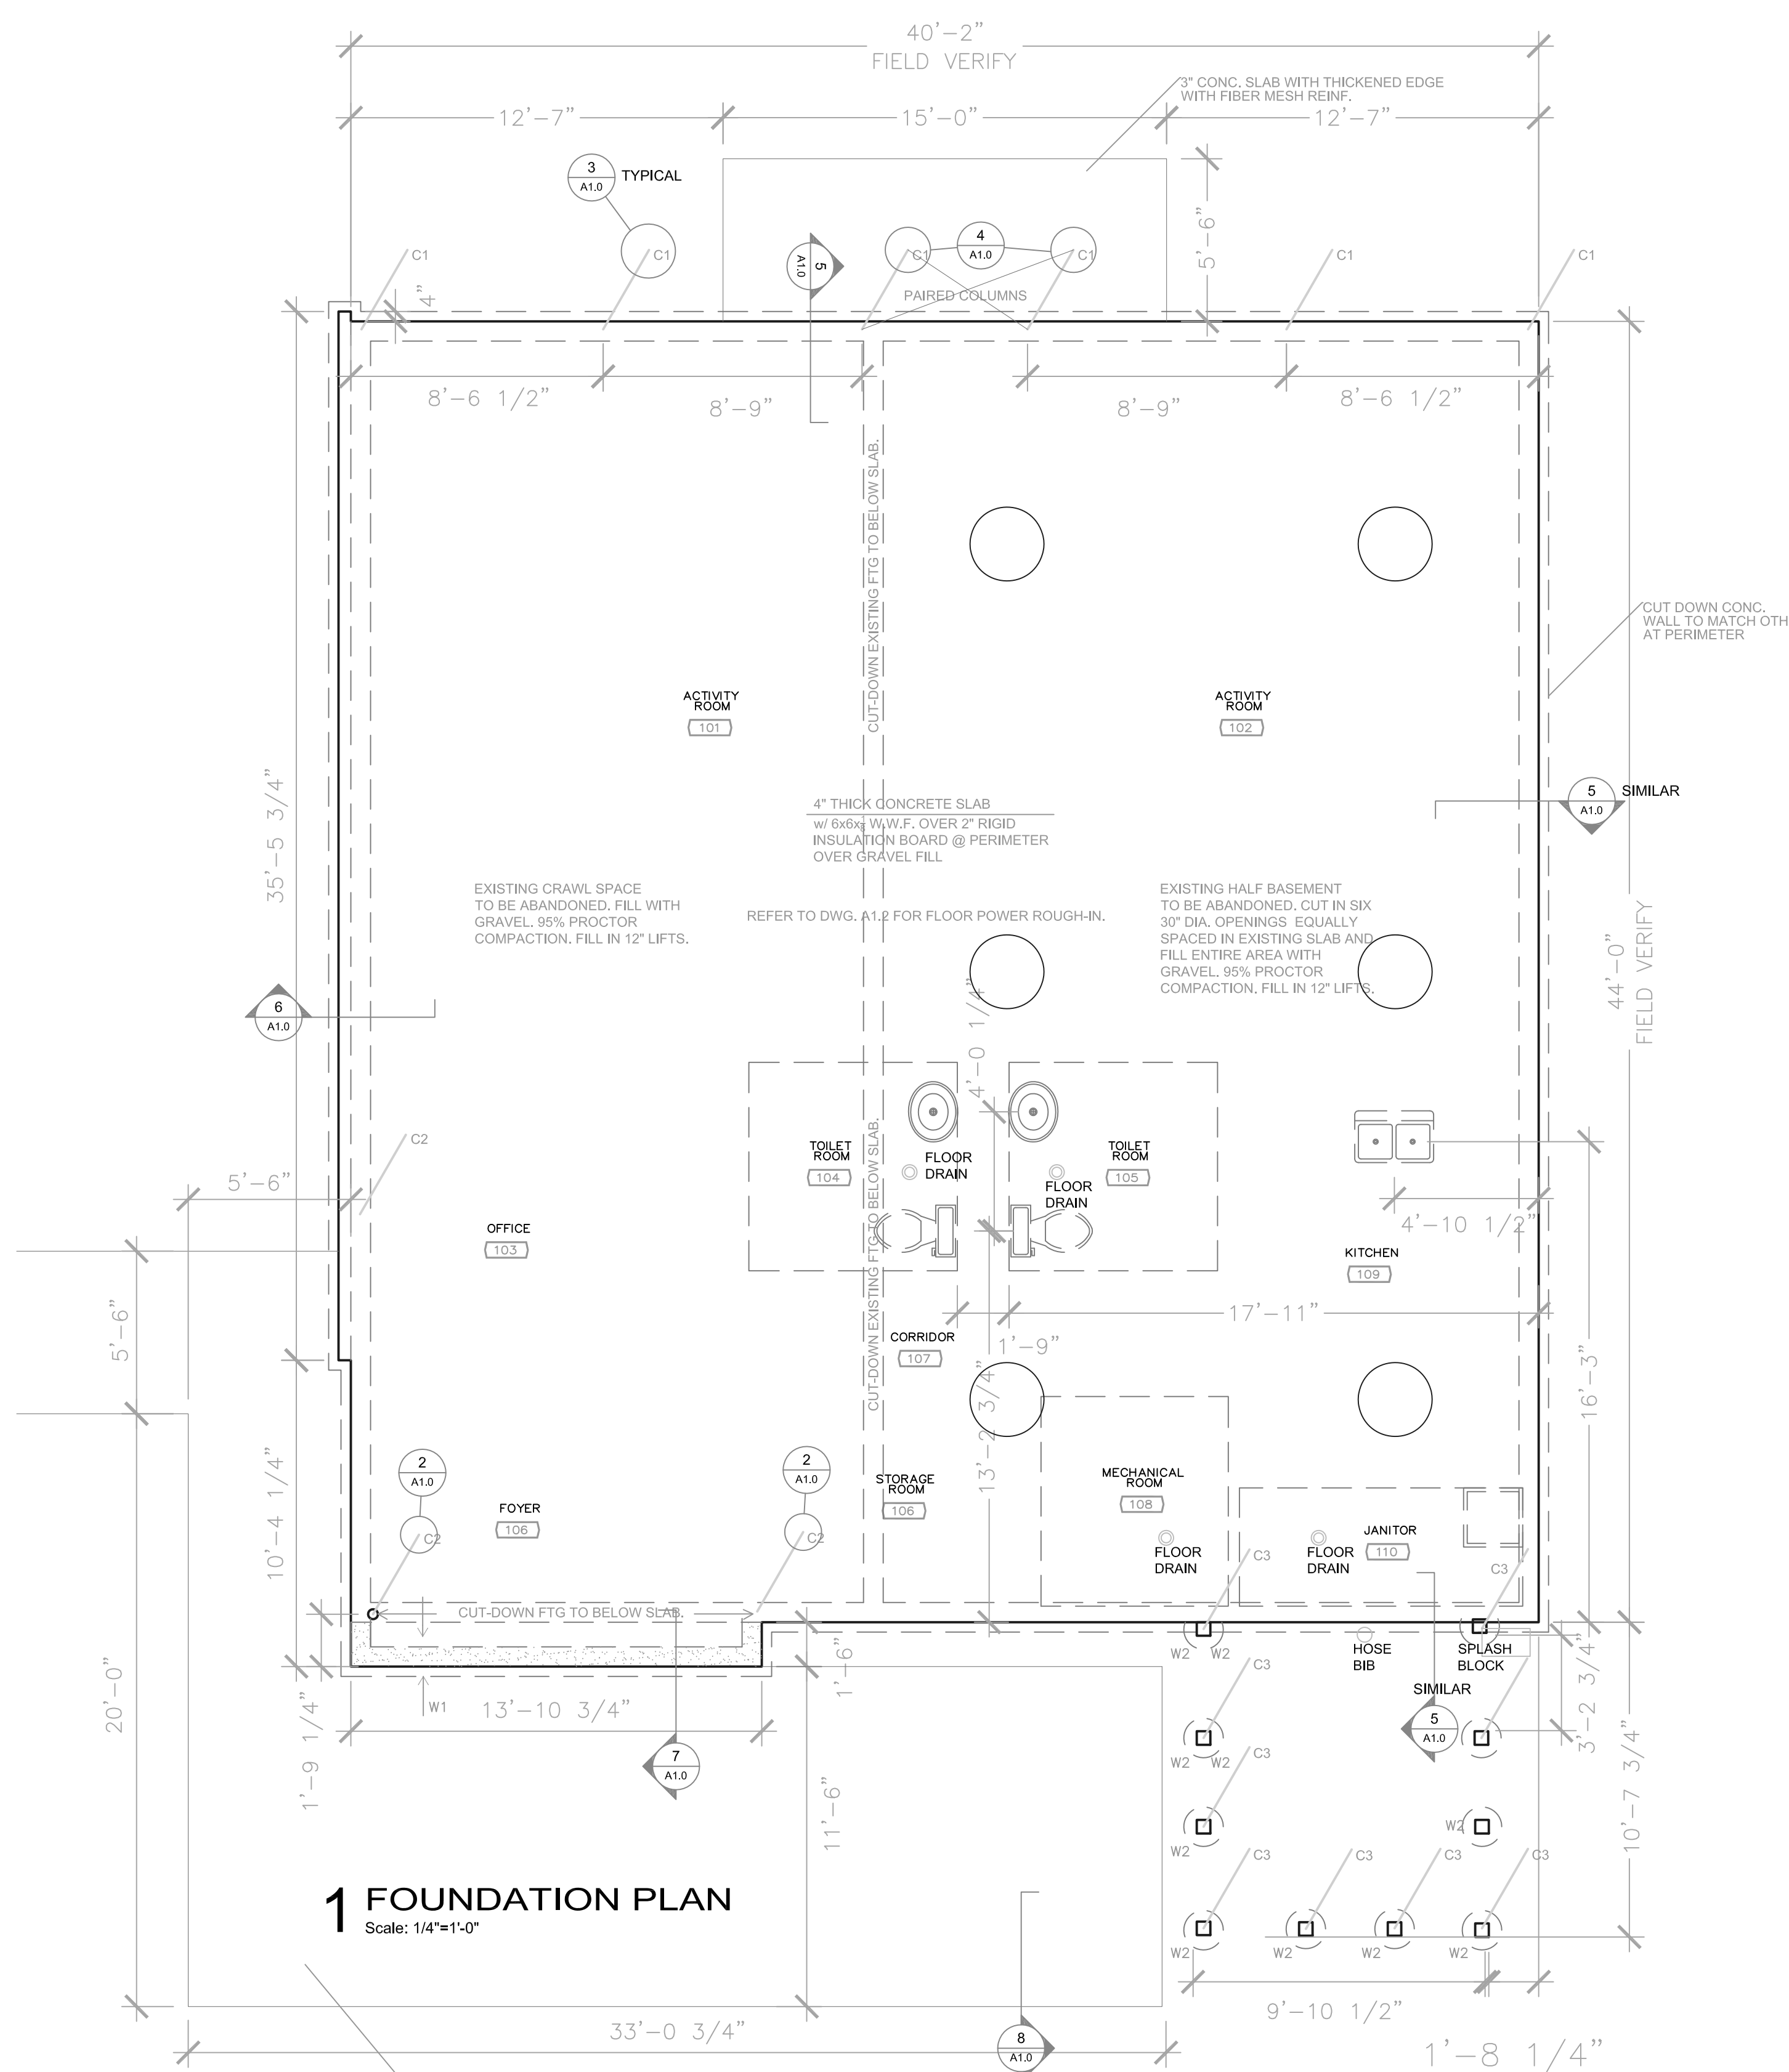 40'-2"
FIELD VERIFY
3" CONC. SLAB WITH THICKENED EDGE
WITH FIBER MESH REINF.
12'-7"
15'-0"
12'-7"
3
A1.0
TYPICAL
4
A1.0
5
A1.0
5'-6"
C1
C1
C1
C1
C1
C1
PAIRED COLUMNS
4"
8'-6 1/2"
8'-9"
8'-9"
8'-6 1/2"
CUT-DOWN EXISTING FTG TO BELOW SLAB.
CUT DOWN CONC.
WALL TO MATCH OTH
AT PERIMETER
ACTIVITY
ROOM
101
ACTIVITY
ROOM
102
35'-5 3/4"
5
A1.0
SIMILAR
4" THICK CONCRETE SLAB
w/ 6x6x W.W.F. OVER 2" RIGID
INSULATION BOARD @ PERIMETER
OVER GRAVEL FILL
EXISTING CRAWL SPACE
TO BE ABANDONED. FILL WITH
GRAVEL. 95% PROCTOR
COMPACTION. FILL IN 12" LIFTS.
REFER TO DWG. A1.2 FOR FLOOR POWER ROUGH-IN.
EXISTING HALF BASEMENT
TO BE ABANDONED. CUT IN SIX
30" DIA. OPENINGS EQUALLY
SPACED IN EXISTING SLAB AND
FILL ENTIRE AREA WITH
GRAVEL. 95% PROCTOR
COMPACTION. FILL IN 12" LIFTS.
44'-0"
FIELD VERIFY
6
A1.0
4'-0 1/4"
C2
TOILET
ROOM
104
FLOOR
DRAIN
TOILET
ROOM
105
FLOOR
DRAIN
CUT-DOWN EXISTING FTG TO BELOW SLAB.
5'-6"
4'-10 1/2"
OFFICE
103
KITCHEN
109
5'-6"
17'-11"
1'-9"
CORRIDOR
107
13'-2 3/4"
16'-3"
10'-4 1/4"
2
A1.0
2
A1.0
STORAGE
ROOM
106
MECHANICAL
ROOM
108
FOYER
106
C2
C2
JANITOR
110
FLOOR
DRAIN
FLOOR
DRAIN
C3
C3
CUT-DOWN FTG TO BELOW SLAB.
W2
W2
HOSE
BIB
SPLASH
BLOCK
C3
SIMILAR
5
A1.0
3'-2 3/4"
20'-0"
1'-9 1/4"
W1
13'-10 3/4"
1'-6"
7
A1.0
W2
W2
C3
11'-6"
W2
W2
10'-7 3/4"
C3
C3
C3
C3
1 FOUNDATION PLAN
Scale: 1/4"=1'-0"
W2
W2
W2
W2
9'-10 1/2"
33'-0 3/4"
8
A1.0
1'-8 1/4"